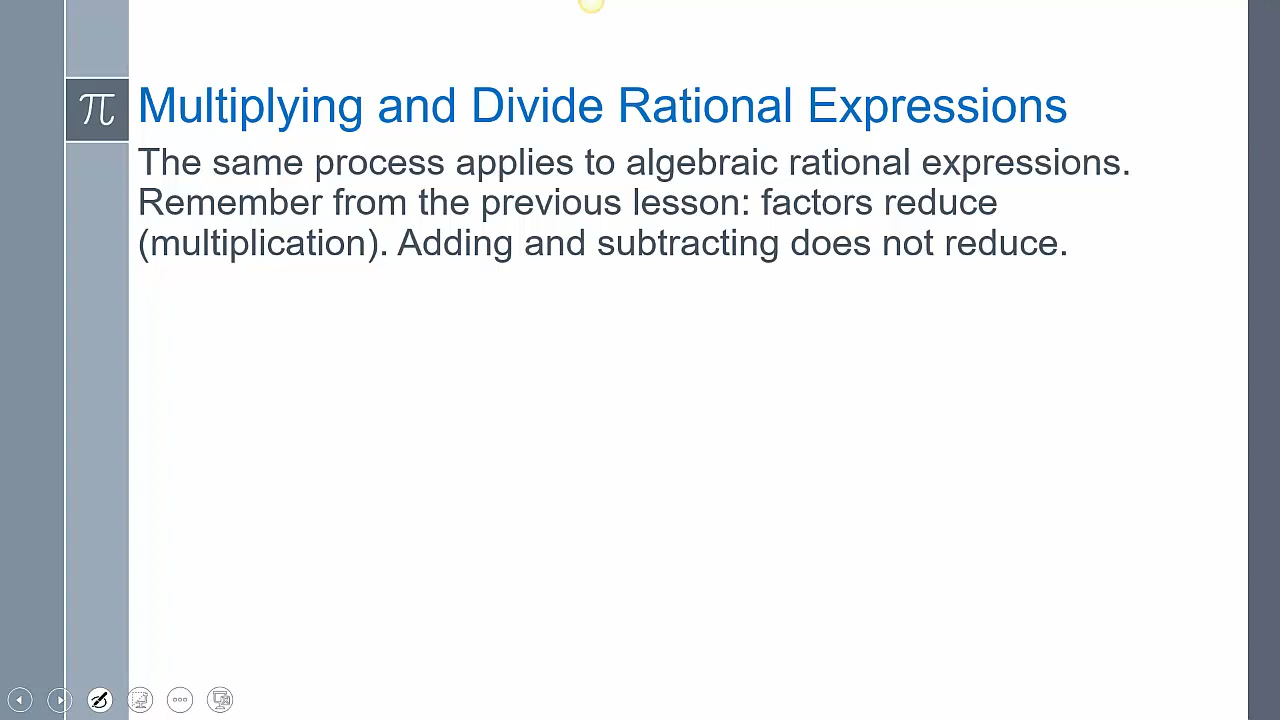 π Multiplying and Divide Rational Expressions
The same process applies to algebraic rational expressions.
Remember from the previous lesson: factors reduce
(multiplication). Adding and subtracting does not reduce.